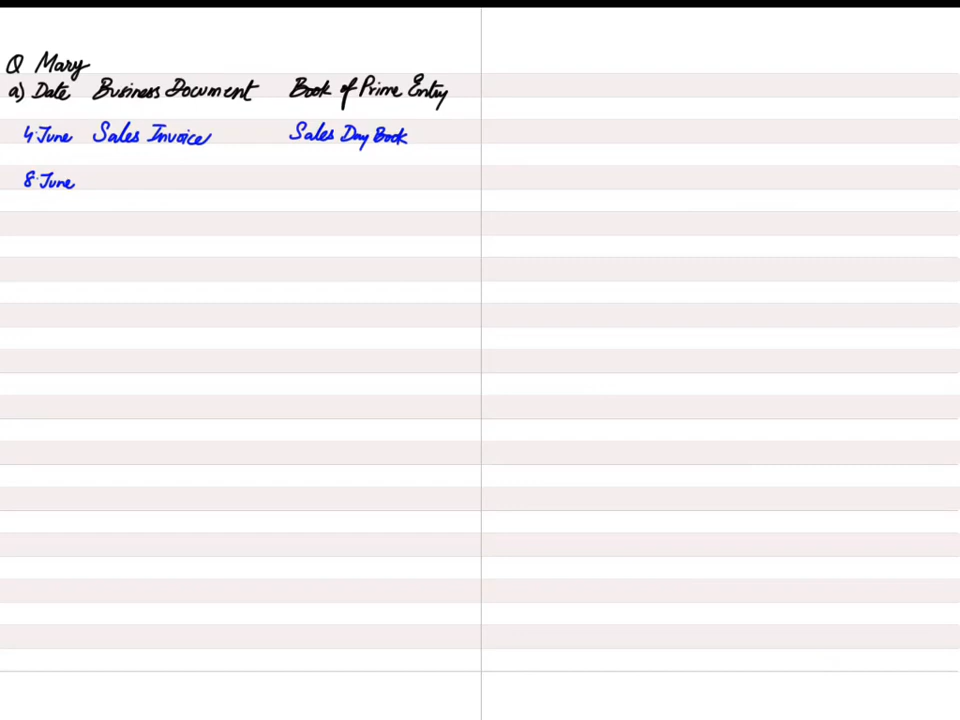 Q Mary
a) Date Business Document Book of Prime Entry
4 June Sales Invoice Sales Day Book
8 June